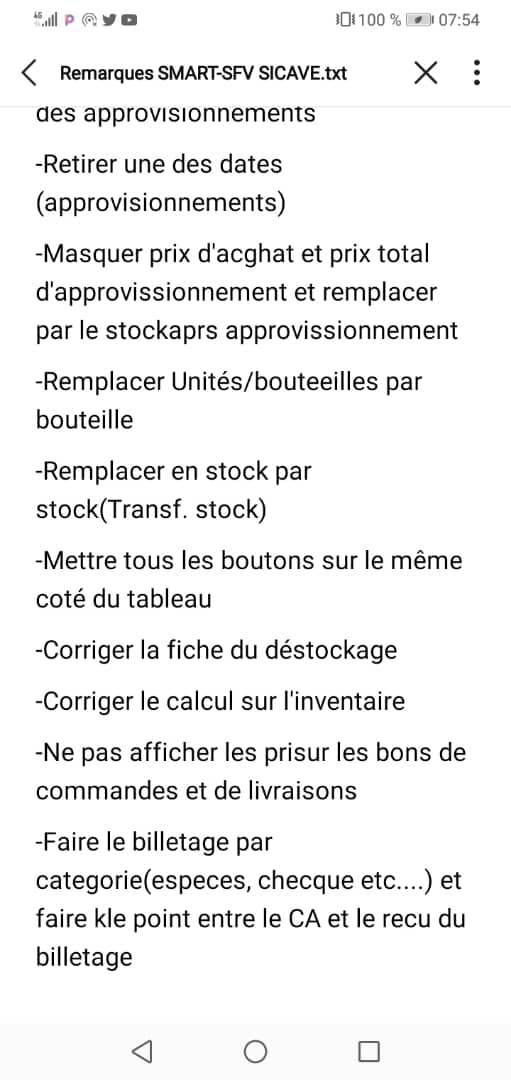 4G 100 % 07:54
Remarques SMART-SFV SICAVE.txt
des approvisionnements
-Retirer une des dates
(approvisionnements)
-Masquer prix d'acghat et prix total
d'approvissionnement et remplacer
par le stockaprs approvissionnement
-Remplacer Unités/bouteeilles par
bouteille
-Remplacer en stock par
stock(Transf. stock)
-Mettre tous les boutons sur le même
coté du tableau
-Corriger la fiche du déstockage
-Corriger le calcul sur l'inventaire
-Ne pas afficher les prisur les bons de
commandes et de livraisons
-Faire le billetage par
categorie(especes, checque etc....) et
faire kle point entre le CA et le recu du
billetage